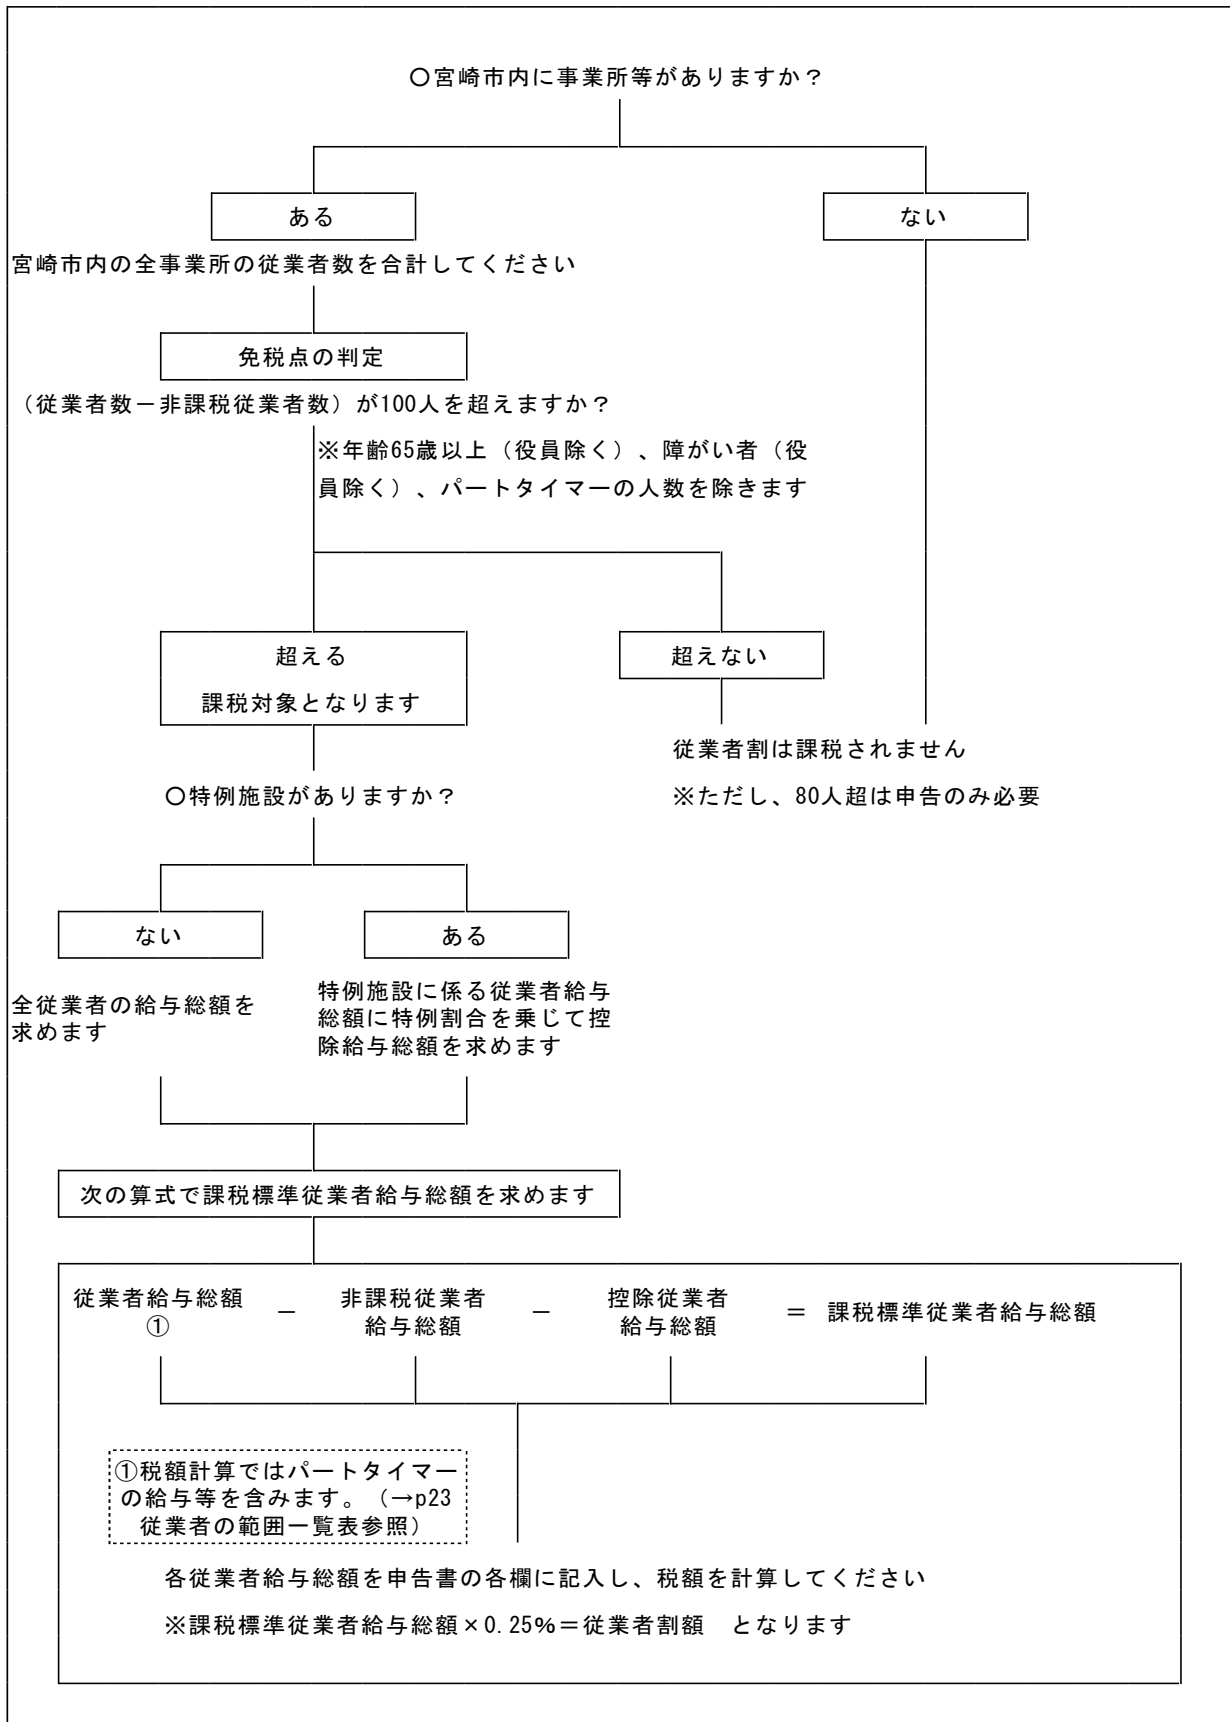 〇宮崎市内に事業所等がありますか？
ある
ない
宮崎市内の全事業所の従業者数を合計してください
免税点の判定
（従業者数－非課税従業者数）が100人を超えますか？
※年齢65歳以上（役員除く）、障がい者（役
員除く）、パートタイマーの人数を除きます
超える
課税対象となります
超えない
従業者割は課税されません
※ただし、80人超は申告のみ必要
〇特例施設がありますか？
ない
ある
全従業者の給与総額を
求めます
特例施設に係る従業者給与
総額に特例割合を乗じて控
除給与総額を求めます
次の算式で課税標準従業者給与総額を求めます
従業者給与総額
①
－
非課税従業者
給与総額
－
控除従業者
給与総額
＝ 課税標準従業者給与総額
①税額計算ではパートタイマー
の給与等を含みます。（→p23
従業者の範囲一覧表参照）
各従業者給与総額を申告書の各欄に記入し、税額を計算してください
※課税標準従業者給与総額×0.25％＝従業者割額　となります